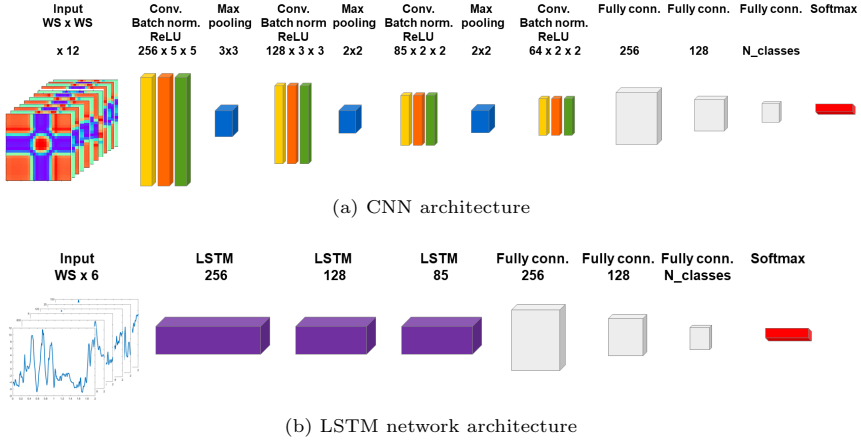 Input
WS x WS
x 12
Conv.
Batch norm.
ReLU
256 x 5 x 5
Max.
pooling
3x3
Conv.
Batch norm
ReLU
128 x 3 x 3
Max
pooling
2x2
Conv.
Batch norm
ReLU
85 x 2 x 2
Max
pooling
2x2
Conv.
Batch norm
ReLU
64 x 2 x 2
Fully conn.
256
Fully conn.
128
Fully conn.
N_classes
Softmax
(a) CNN architecture
Input
WS x 6
LSTM
256
LSTM
128
LSTM
85
Fully conn.
256
Fully conn.
128
Fully conn.
N_classes
Softmax
(b) LSTM network architecture